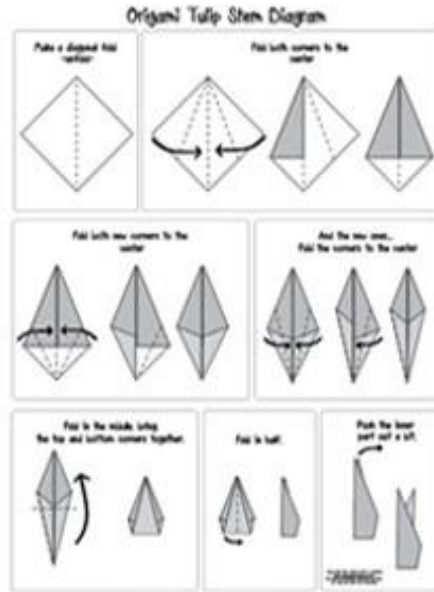 Origami Tulip Stem Diagram
Make a diagonal fold
Fold both corners to the
center
Fold both new corners to the
center
And the new ones...
Fold the corners to the center
Fold in the middle, bring
the top and bottom corners together.
Fold in half.
Push the inner
part out a bit.